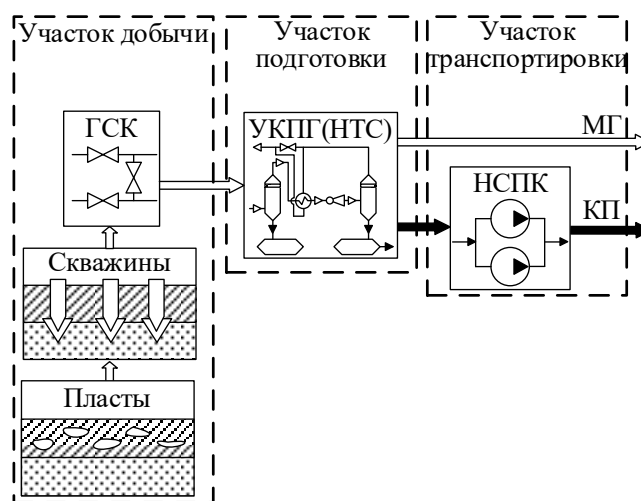 Участок добычи
ГСК
Скважины
Пласты
Участок
подготовки
УКПГ(НТС)
Участок
транспортировки
МГ
НСПК
КП